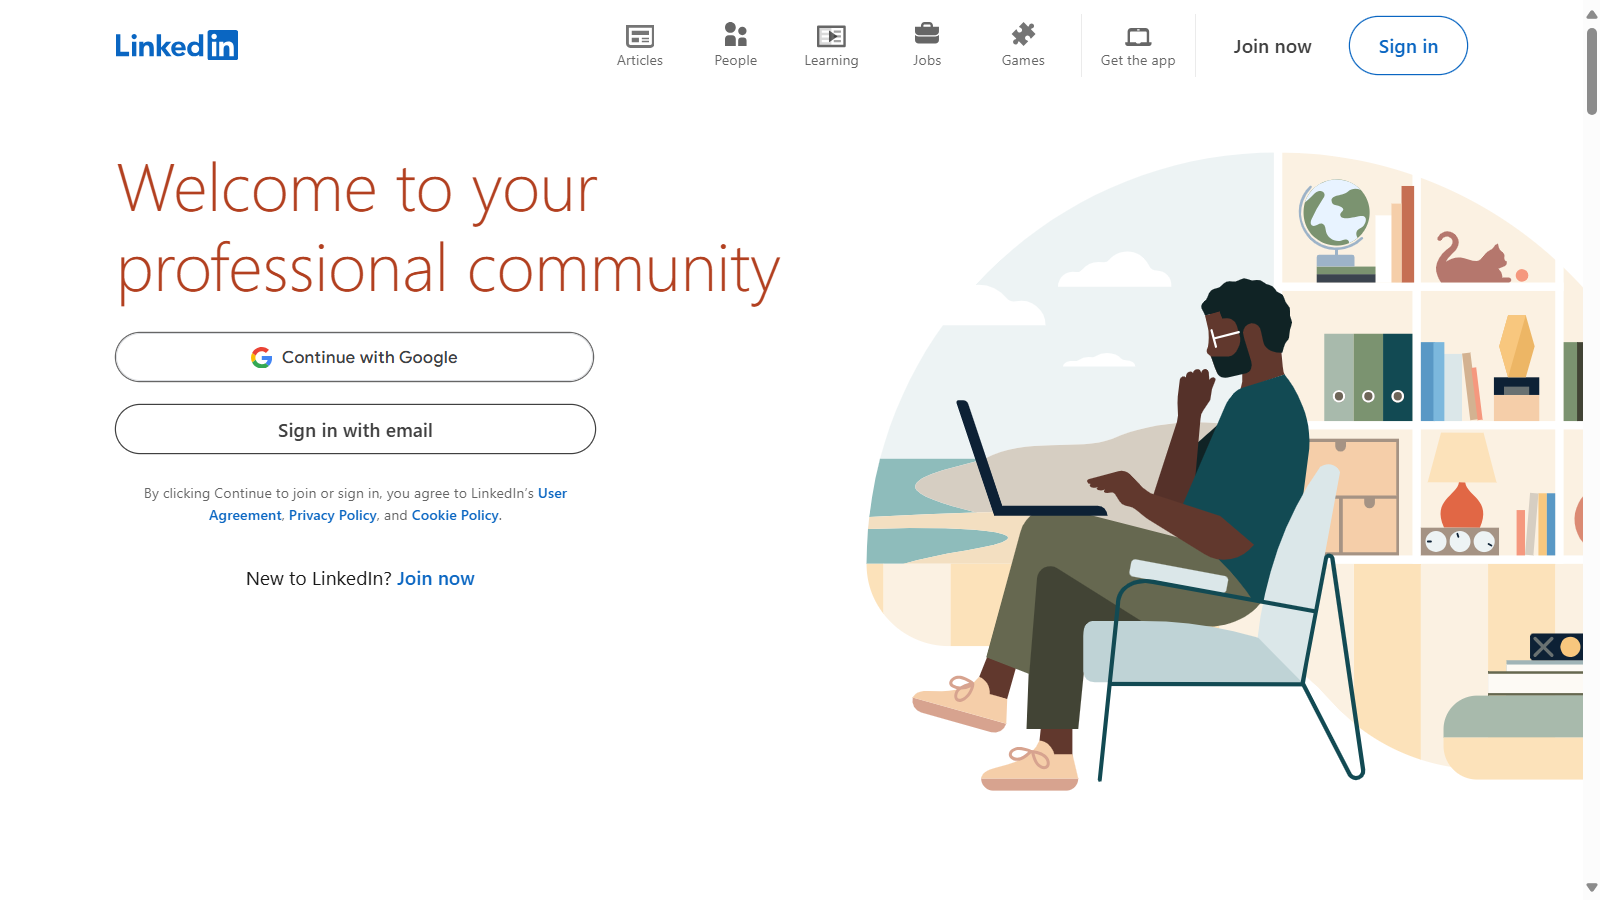 Linked in
Articles
People
Learning
Jobs
Games
Get the app
Join now
Sign in
Welcome to your
professional community
Continue with Google
Sign in with email
By clicking Continue to join or sign in, you agree to LinkedIn’s User
Agreement, Privacy Policy, and Cookie Policy.
New to LinkedIn? Join now